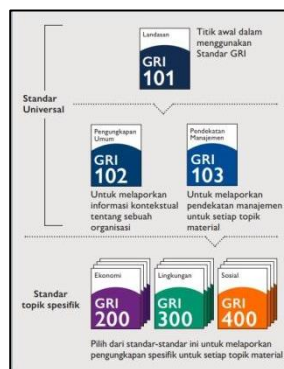 Landasan
GRI
101
Titik awal dalam
menggunakan
Standar GRI
Standar
Universal
Pengungkapan
Umum
GRI
102
Pendekatan
Manajemen
GRI
103
Untuk melaporkan
informasi kontekstual
tentang sebuah
organisasi
Untuk melaporkan
pendekatan manajemen
untuk setiap topik
material
Standar
topik spesifik
Ekonomi
GRI
200
Lingkungan
GRI
300
Sosial
GRI
400
Pilih dari standar-standar ini untuk melaporkan
pengungkapan spesifik untuk setiap topik material